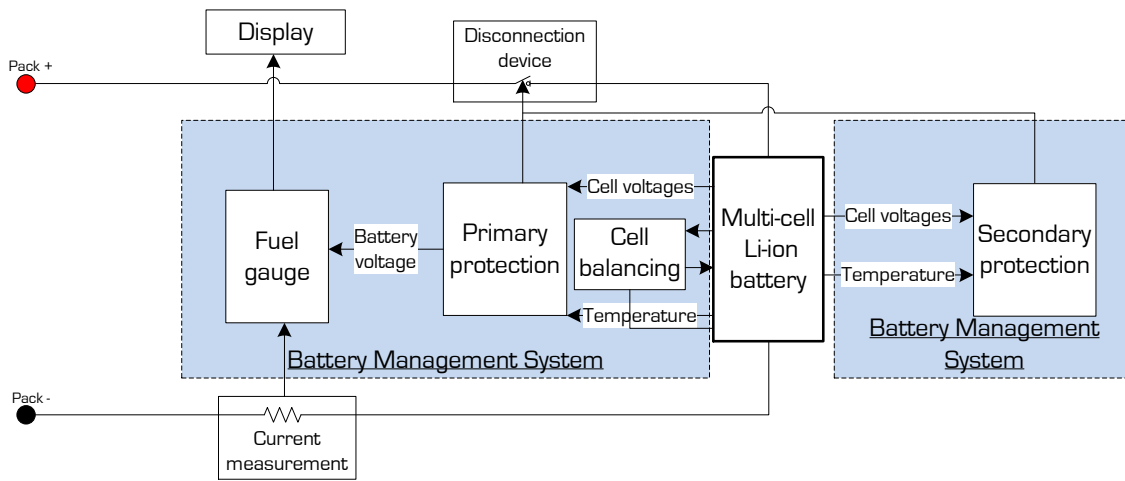 Display
Disconnection
device
Pack +
Cell voltages
Fuel
gauge
Battery
voltage
Primary
protection
Cell
balancing
Multi-cell
Li-ion
battery
Cell voltages
Secondary
protection
Temperature
Temperature
Battery Management System
Battery Management
System
Pack -
Current
measurement